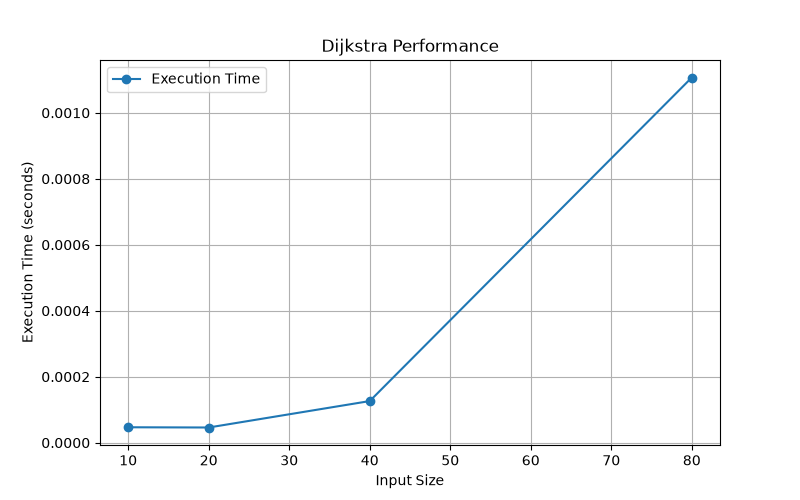 Dijkstra Performance
Execution Time
0.0010
0.0008
0.0006
0.0004
0.0002
0.0000
Execution Time (seconds)
10 20 30 40 50 60 70 80
Input Size